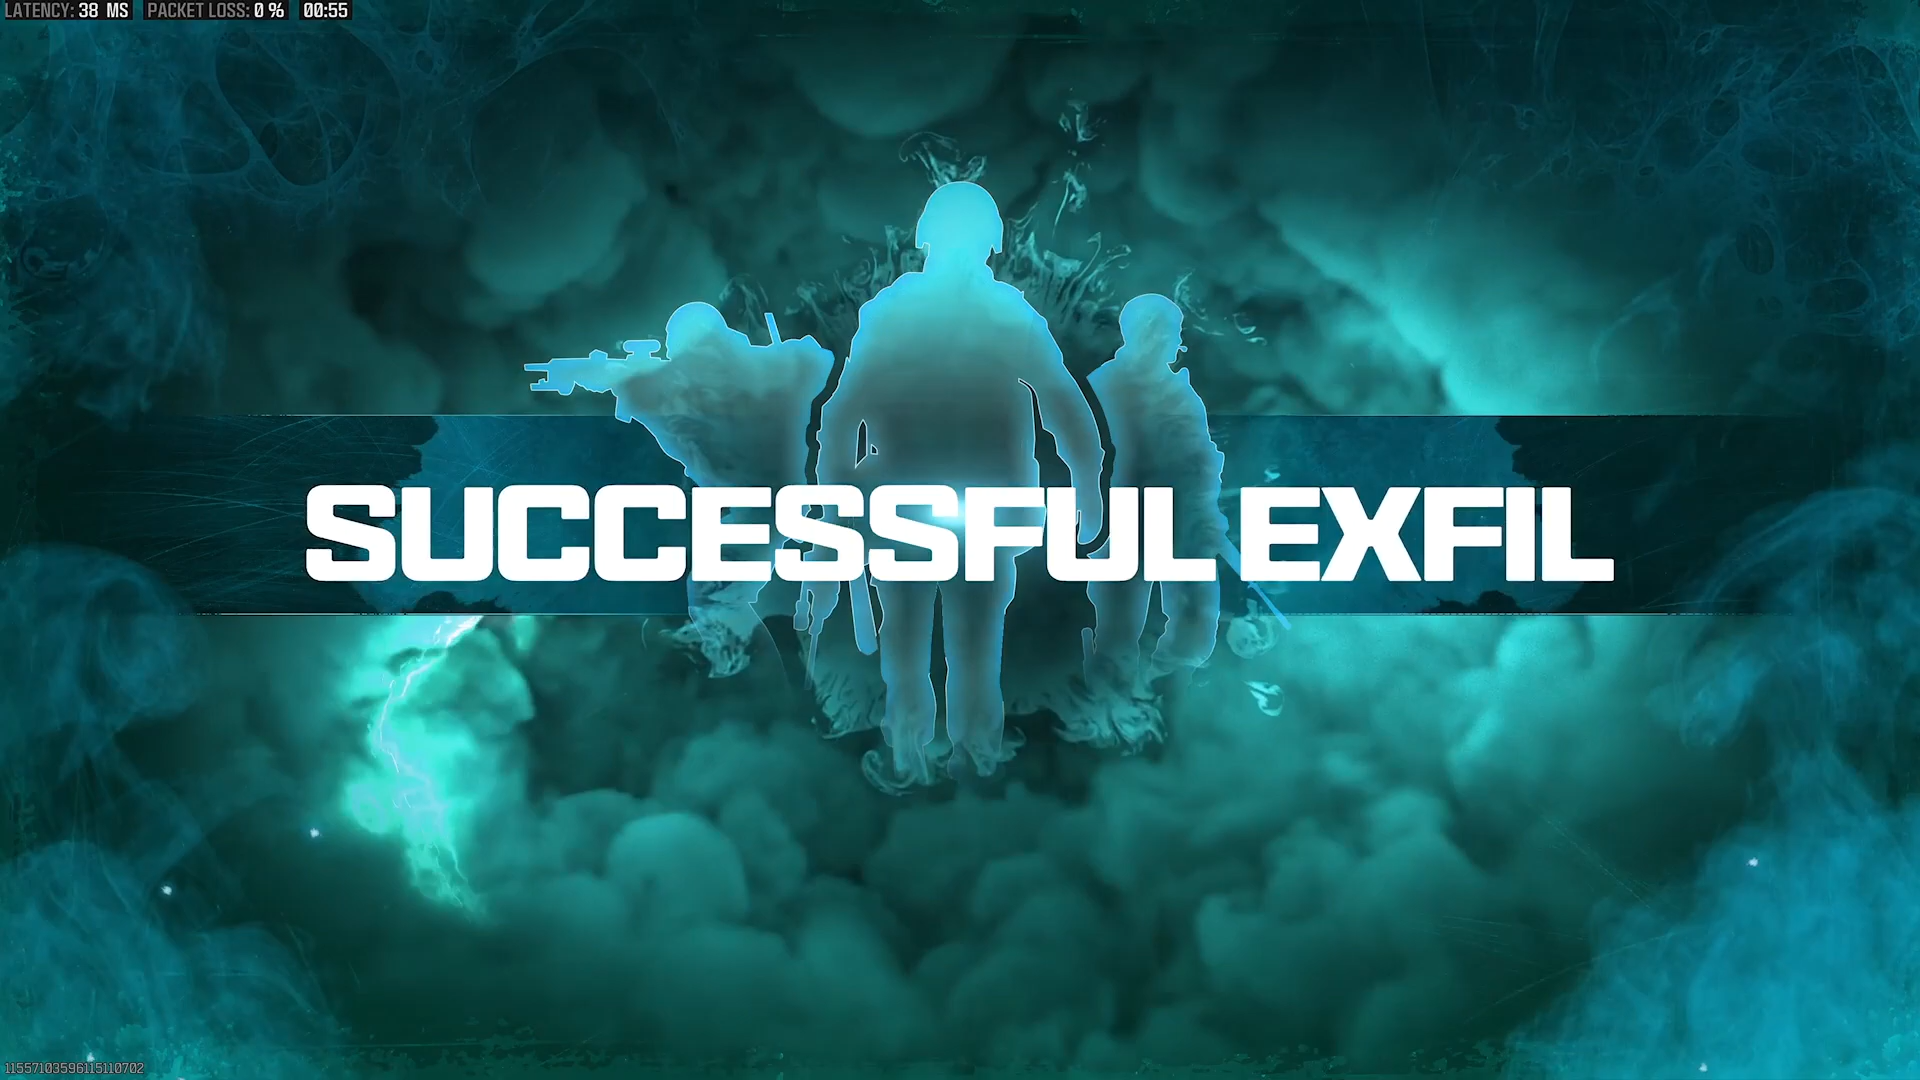 LATENCY: 38 MS PACKET LOSS: 0 % 00:55
SUCCESSFUL EXFIL
11557103596115110702